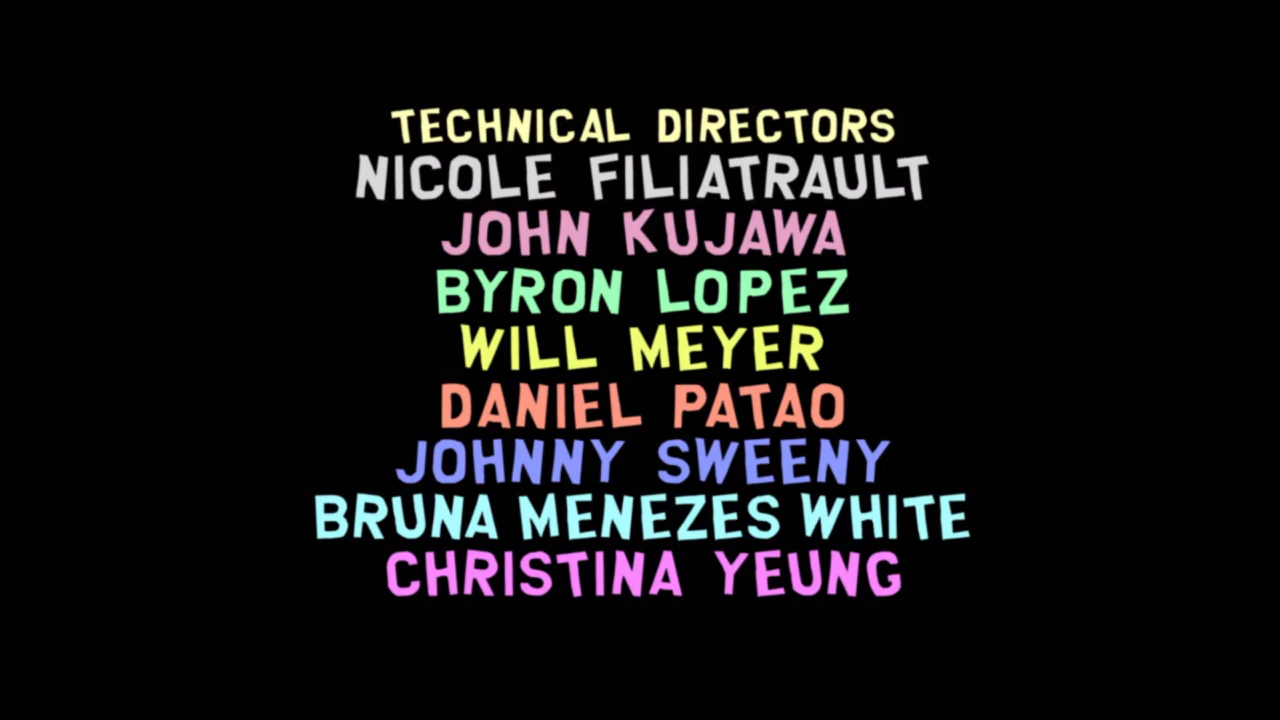 TECHNICAL DIRECTORS
NICOLE FILIATRAULT
JOHN KUJAWA
BYRON LOPEZ
WILL MEYER
DANIEL PATAO
JOHNNY SWEENY
BRUNA MENEZES WHITE
CHRISTINA YEUNG